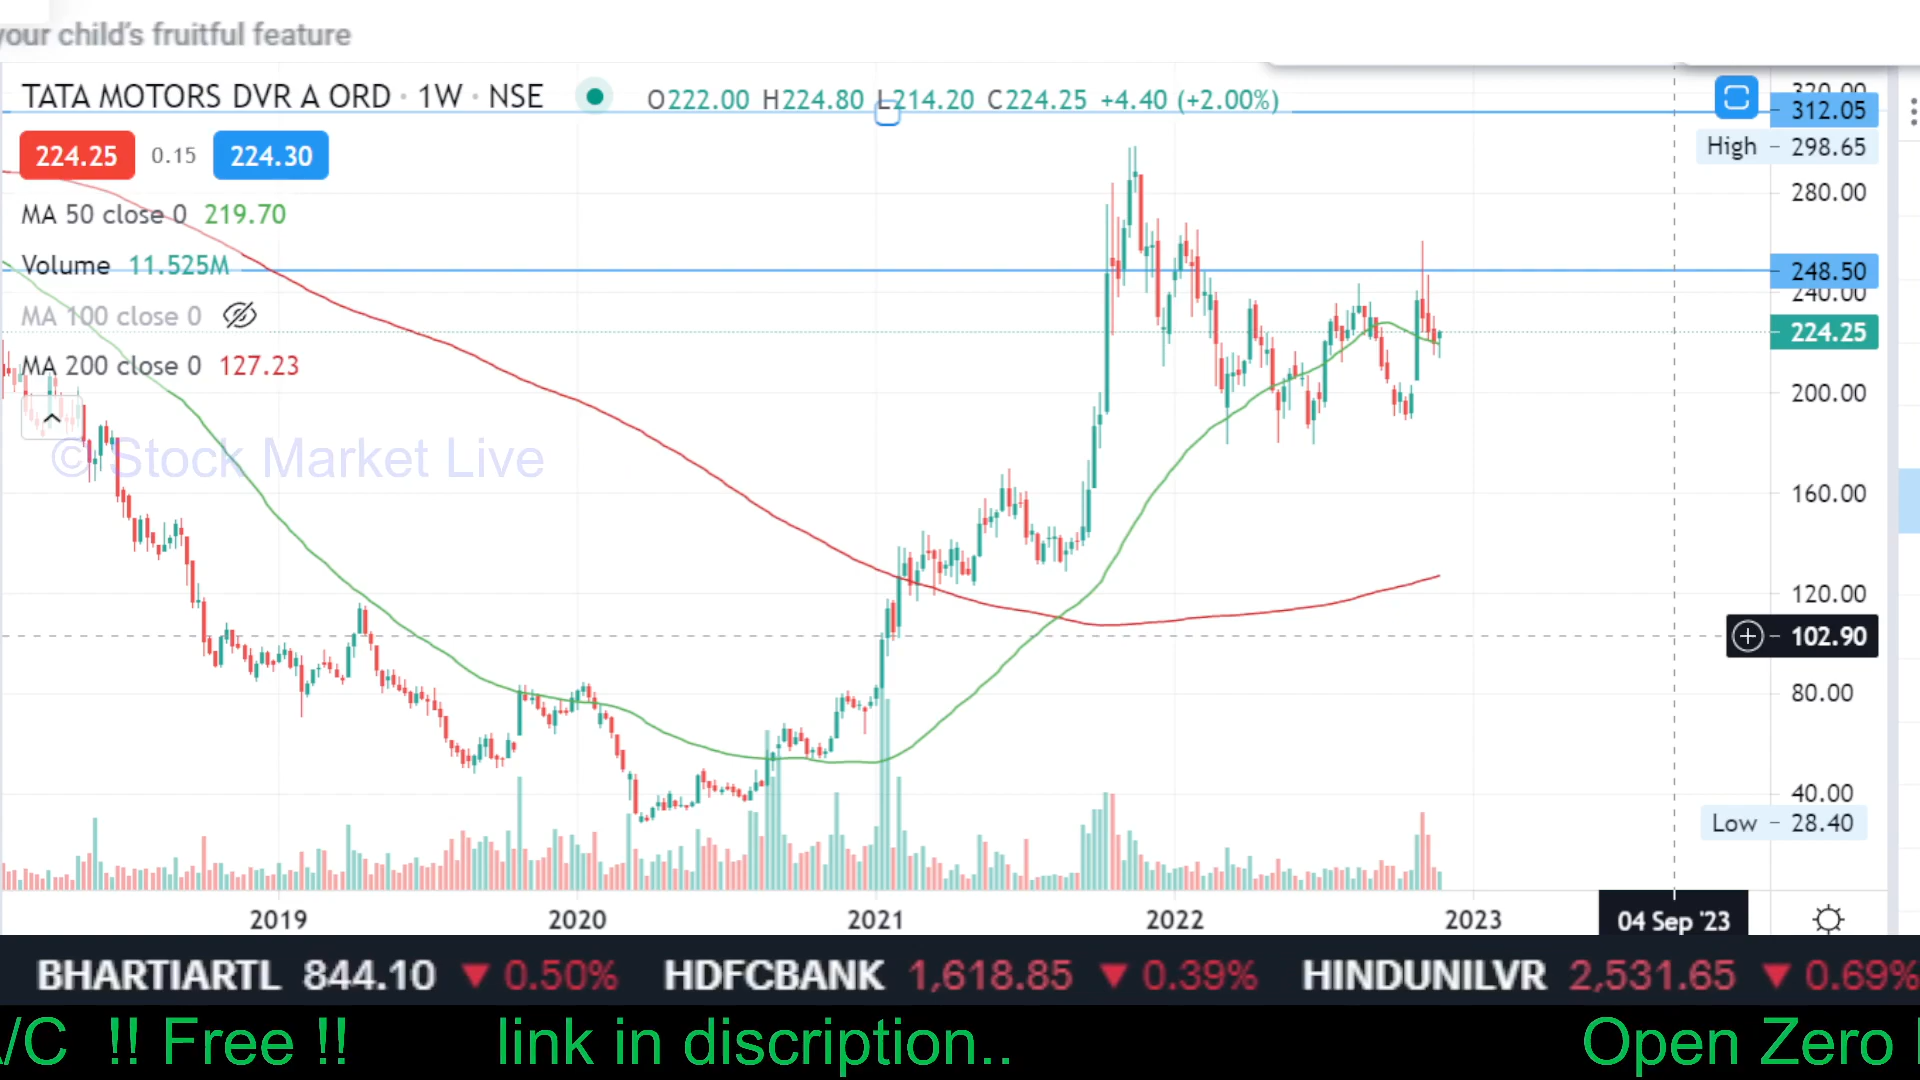 your child's fruitful feature
TATA MOTORS DVR A ORD · 1W · NSE O222.00 H224.80 L214.20 C224.25 +4.40 (+2.00%)
224.25 0.15 224.30
MA 50 close 0 219.70
Volume 11.525M
MA 100 close 0
MA 200 close 0 127.23
© Stock Market Live
320.00
312.05
High 298.65
280.00
248.50
240.00
224.25
200.00
160.00
120.00
102.90
80.00
40.00
Low 28.40
2019 2020 2021 2022 2023 04 Sep '23
BHARTIARTL 844.10 ▼ 0.50% HDFCBANK 1,618.85 ▼ 0.39% HINDUNILVR 2,531.65 ▼ 0.69%
A/C !! Free !! link in discription.. Open Zero